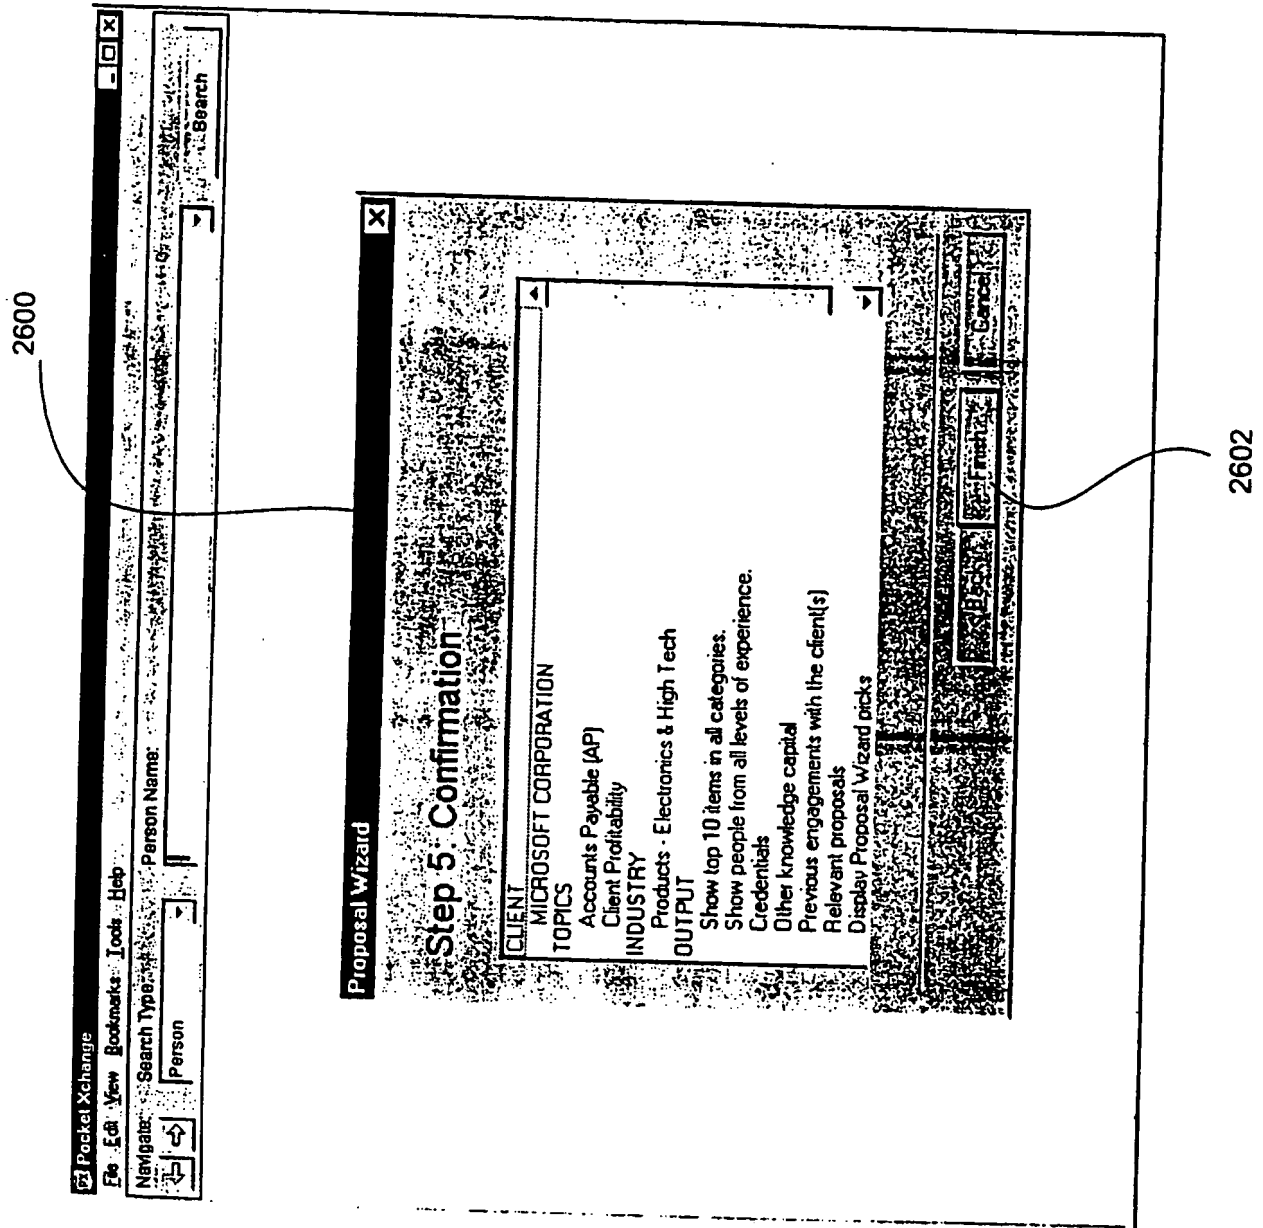 2600
Pocket Xchange
File Edit View Bookmarks Tools Help
Navigate: Search Type: Person Name:
Person Search
Proposal Wizard
Step 5: Confirmation
CLIENT
MICROSOFT CORPORATION
TOPICS
Accounts Payable (AP)
Client Profitability
INDUSTRY
Products - Electronics & High Tech
OUTPUT
Show top 10 items in all categories.
Show people from all levels of experience.
Credentials
Other knowledge capital
Previous engagements with the client(s)
Relevant proposals
Display Proposal Wizard picks
Back Finish Cancel
2602